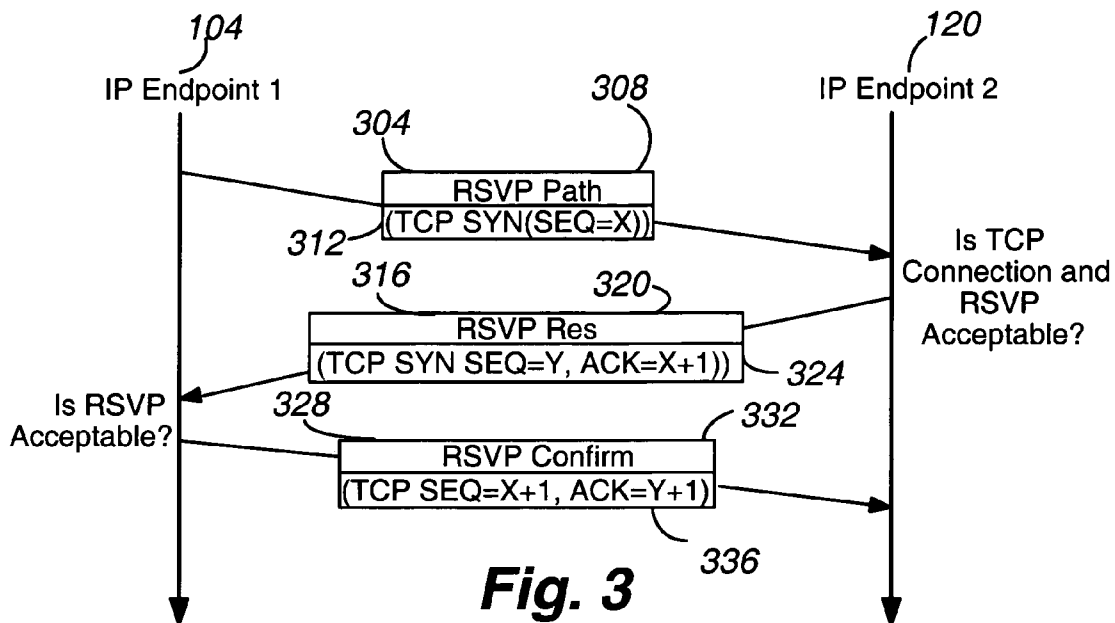 104
120
IP Endpoint 1
IP Endpoint 2
304
308
RSVP Path
(TCP SYN(SEQ=X))
312
Is TCP
Connection and
RSVP
Acceptable?
316
320
RSVP Res
(TCP SYN SEQ=Y, ACK=X+1))
324
Is RSVP
Acceptable?
328
332
RSVP Confirm
(TCP SEQ=X+1, ACK=Y+1)
336
Fig. 3